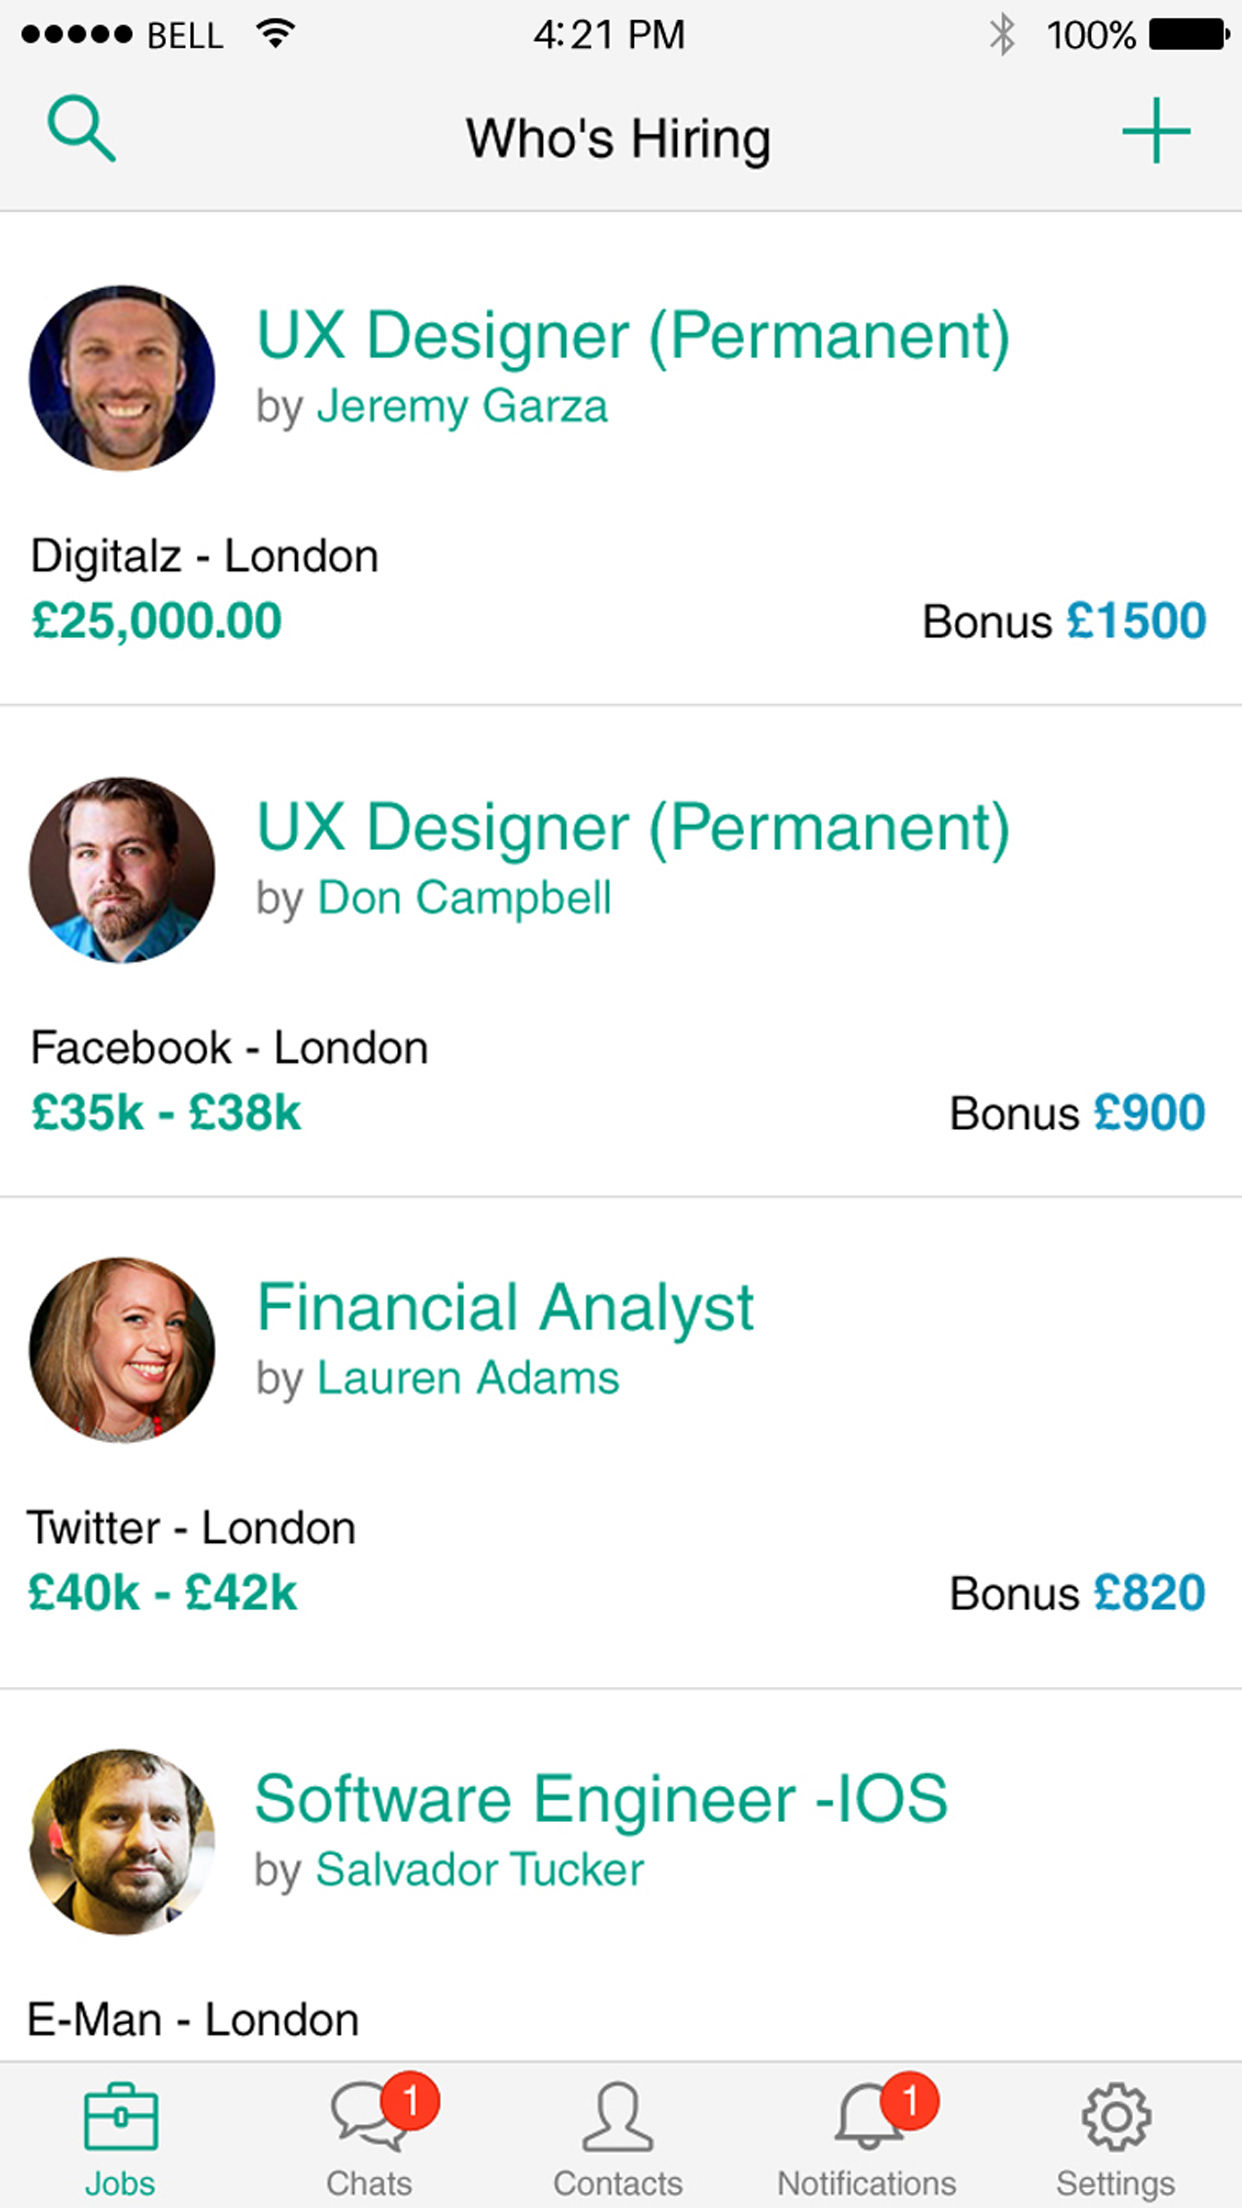 BELL 4:21 PM 100%
Who's Hiring
UX Designer (Permanent)
by Jeremy Garza
Digitalz - London
£25,000.00 Bonus £1500
UX Designer (Permanent)
by Don Campbell
Facebook - London
£35k - £38k Bonus £900
Financial Analyst
by Lauren Adams
Twitter - London
£40k - £42k Bonus £820
Software Engineer -IOS
by Salvador Tucker
E-Man - London
1 1
Jobs Chats Contacts Notifications Settings